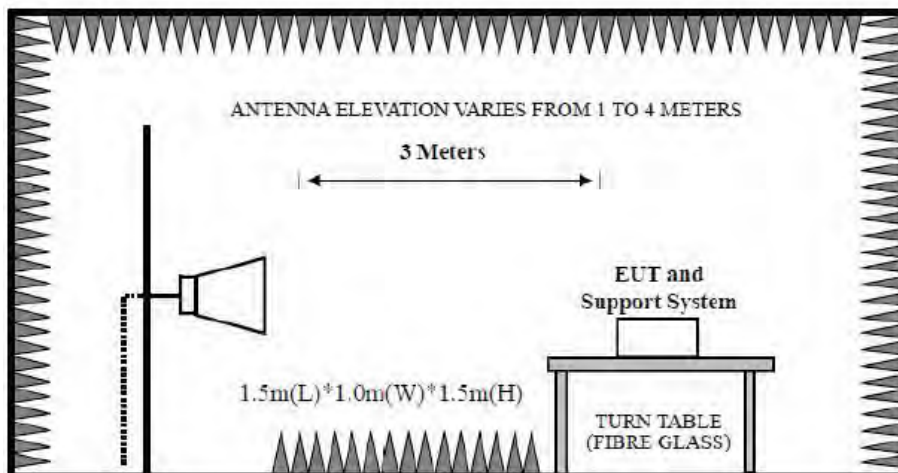 ANTENNA ELEVATION VARIES FROM 1 TO 4 METERS
3 Meters
EUT and
Support System
1.5m(L)*1.0m(W)*1.5m(H)
TURN TABLE
(FIBRE GLASS)